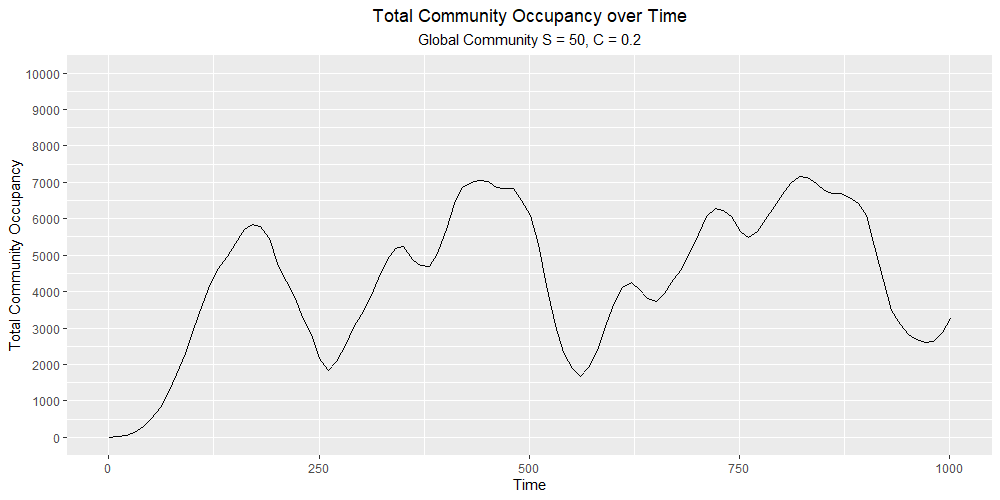 Total Community Occupancy over Time
Global Community S = 50, C = 0.2
Total Community Occupancy
10000
9000
8000
7000
6000
5000
4000
3000
2000
1000
0
0 250 500 750 1000
Time